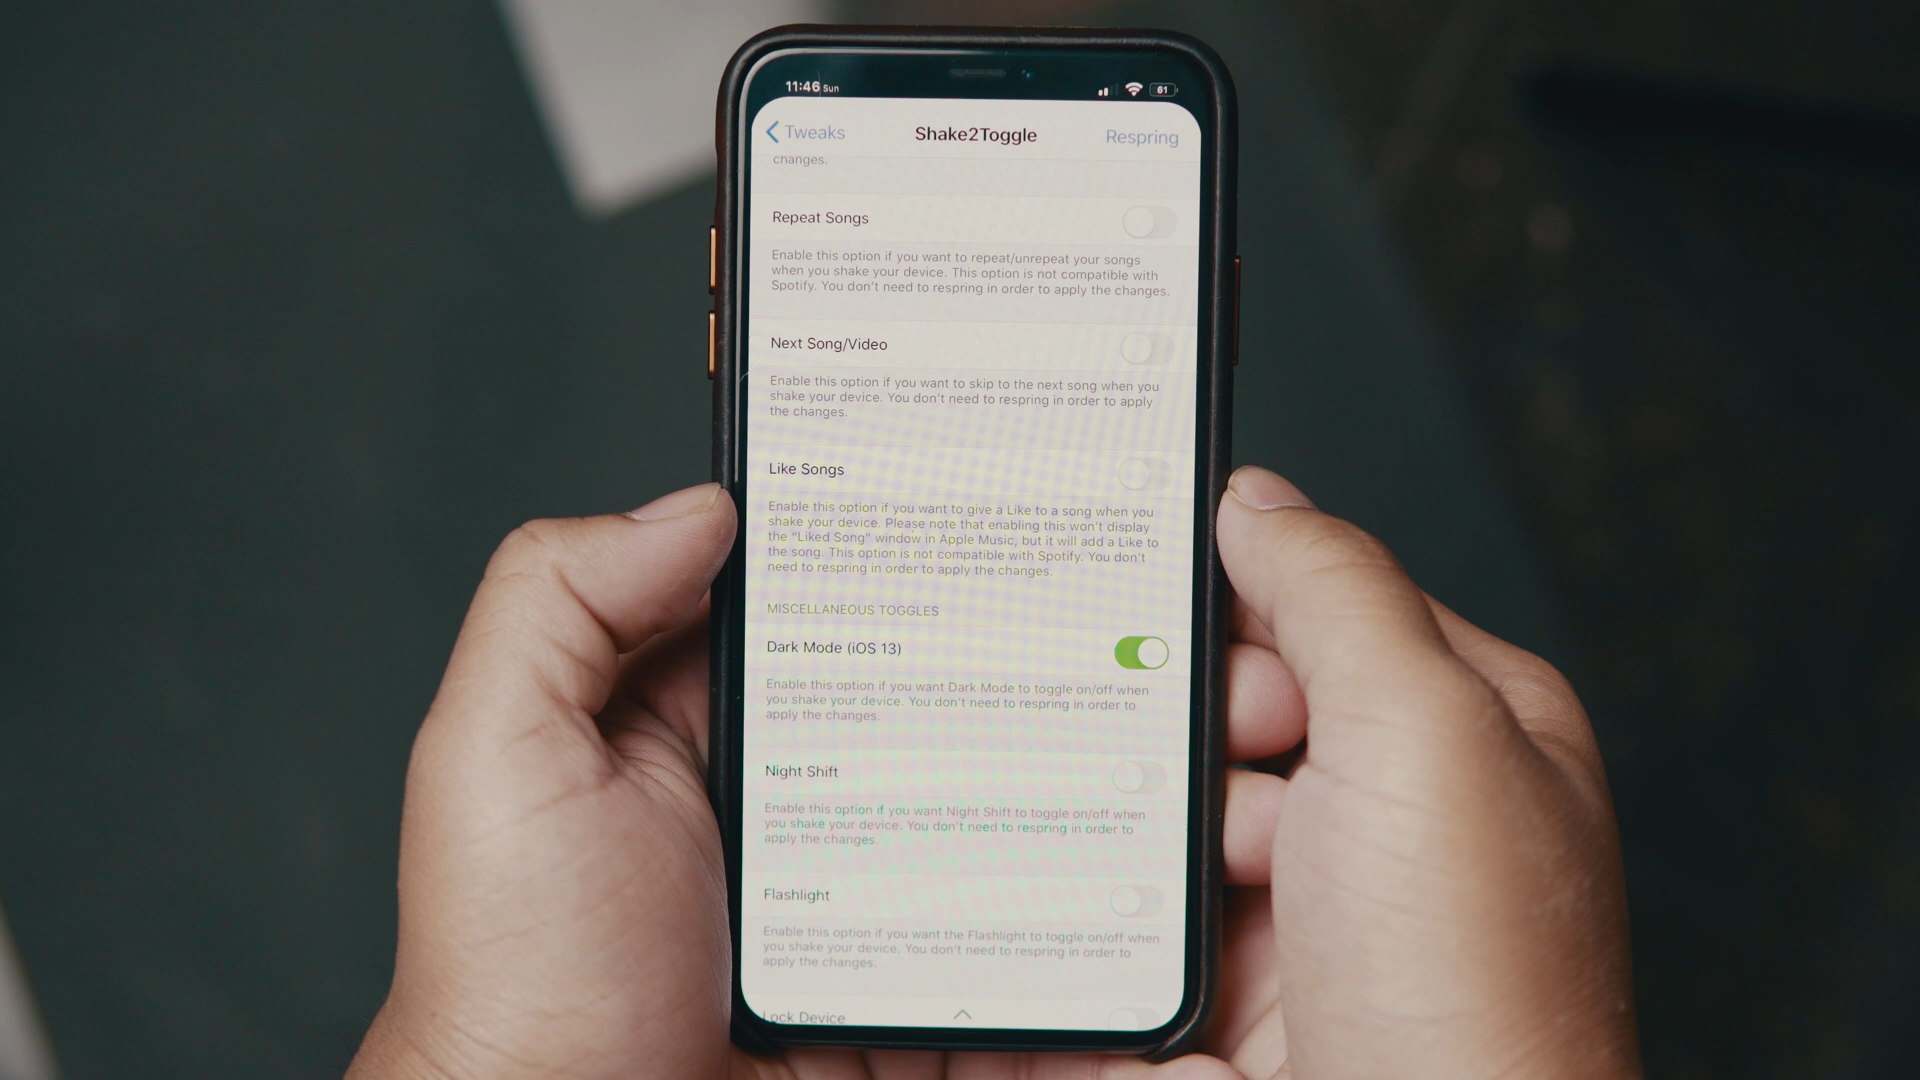 11:46 Sun
61
Tweaks
Shake2Toggle
Respring
changes.
Repeat Songs
Enable this option if you want to repeat/unrepeat your songs
when you shake your device. This option is not compatible with
Spotify. You don't need to respring in order to apply the changes.
Next Song/Video
Enable this option if you want to skip to the next song when you
shake your device. You don't need to respring in order to apply
the changes.
Like Songs
Enable this option if you want to give a Like to a song when you
shake your device. Please note that enabling this won't display
the "Liked Song" window in Apple Music, but it will add a Like to
the song. This option is not compatible with Spotify. You don't
need to respring in order to apply the changes.
MISCELLANEOUS TOGGLES
Dark Mode (iOS 13)
Enable this option if you want Dark Mode to toggle on/off when
you shake your device. You don't need to respring in order to
apply the changes.
Night Shift
Enable this option if you want Night Shift to toggle on/off when
you shake your device. You don't need to respring in order to
apply the changes.
Flashlight
Enable this option if you want the Flashlight to toggle on/off when
you shake your device. You don't need to respring in order to
apply the changes.
Lock Device